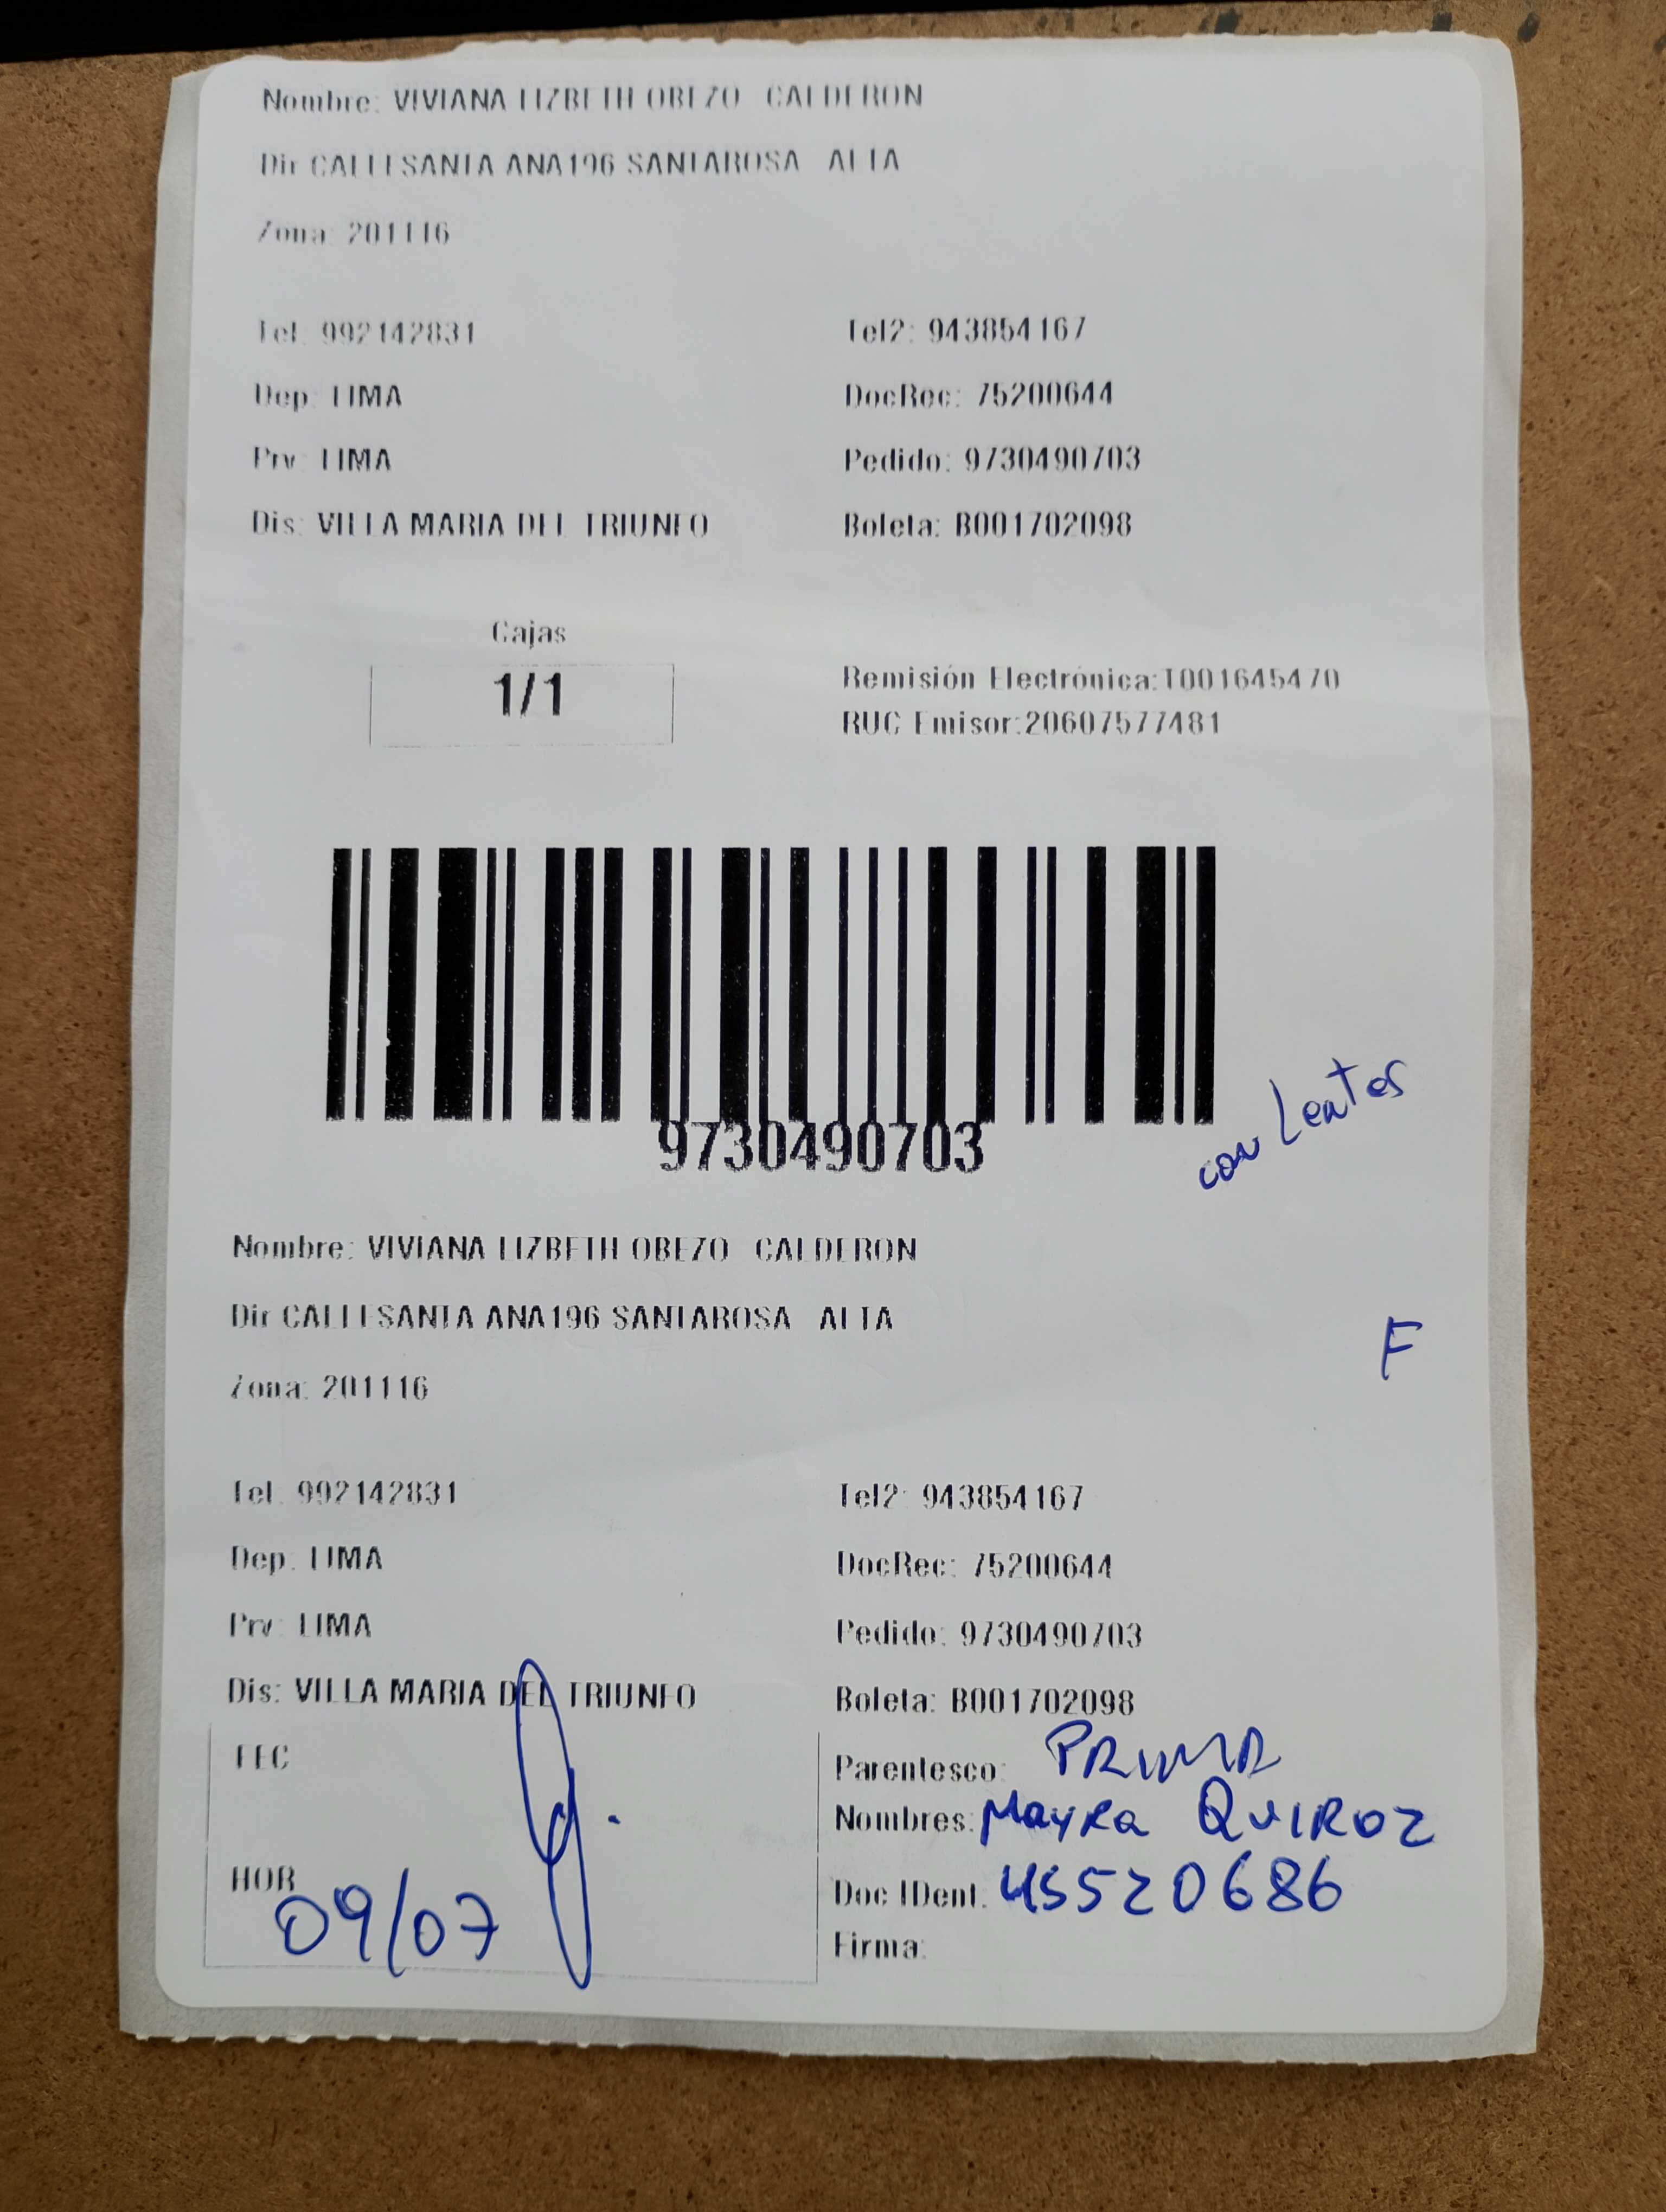 Nombre: VIVIANA LIZBETH OBEZO CALDERON
Dir CALLESANTA ANA196 SANTAROSA ALTA
Zona: 201116
Tel: 992142831 Tel2: 943854167
Dep: LIMA DocRec: 75200644
Prv: LIMA Pedido: 9730490703
Dis: VILLA MARIA DEL TRIUNFO Boleta: B001702098
Cajas
1/1
Remisión Electrónica:T001645470
RUC Emisor:20607577481
9730490703
con Lentes
Nombre: VIVIANA LIZBETH OBEZO CALDERON
Dir CALLESANTA ANA196 SANTAROSA ALTA
F
Zona: 201116
Tel: 992142831 Tel2: 943854167
Dep: LIMA DocRec: 75200644
Prv: LIMA Pedido: 9730490703
Dis: VILLA MARIA DEL TRIUNFO Boleta: B001702098
FEC
Parentesco: PRIMA
Nombres: Mayra QUIROZ
HOR
Doc IDent: 45520686
09/07
Firma: